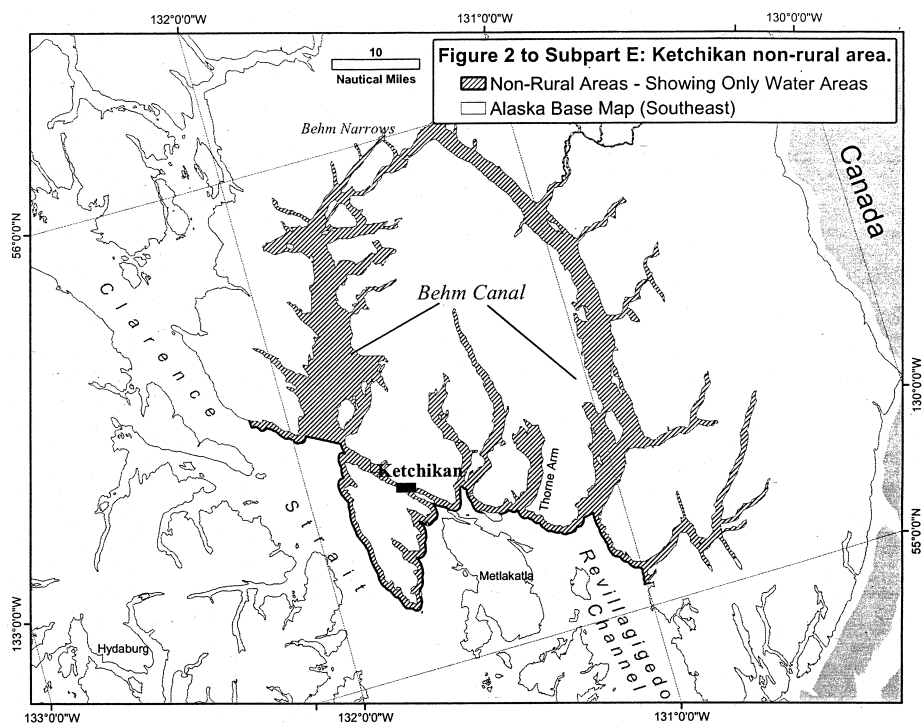 132°0'0"W
131°0'0"W
130°0'0"W
10
Nautical Miles
Figure 2 to Subpart E: Ketchikan non-rural area.
Non-Rural Areas - Showing Only Water Areas
Alaska Base Map (Southeast)
Behm Narrows
Canada
56°0'0"N
Clarence
Strait
Behm Canal
130°0'0"W
Ketchikan
Thorne Arm
55°0'0"N
Metlakatla
Revillagigedo
Channel
133°0'0"W
Hydaburg
133°0'0"W
132°0'0"W
131°0'0"W